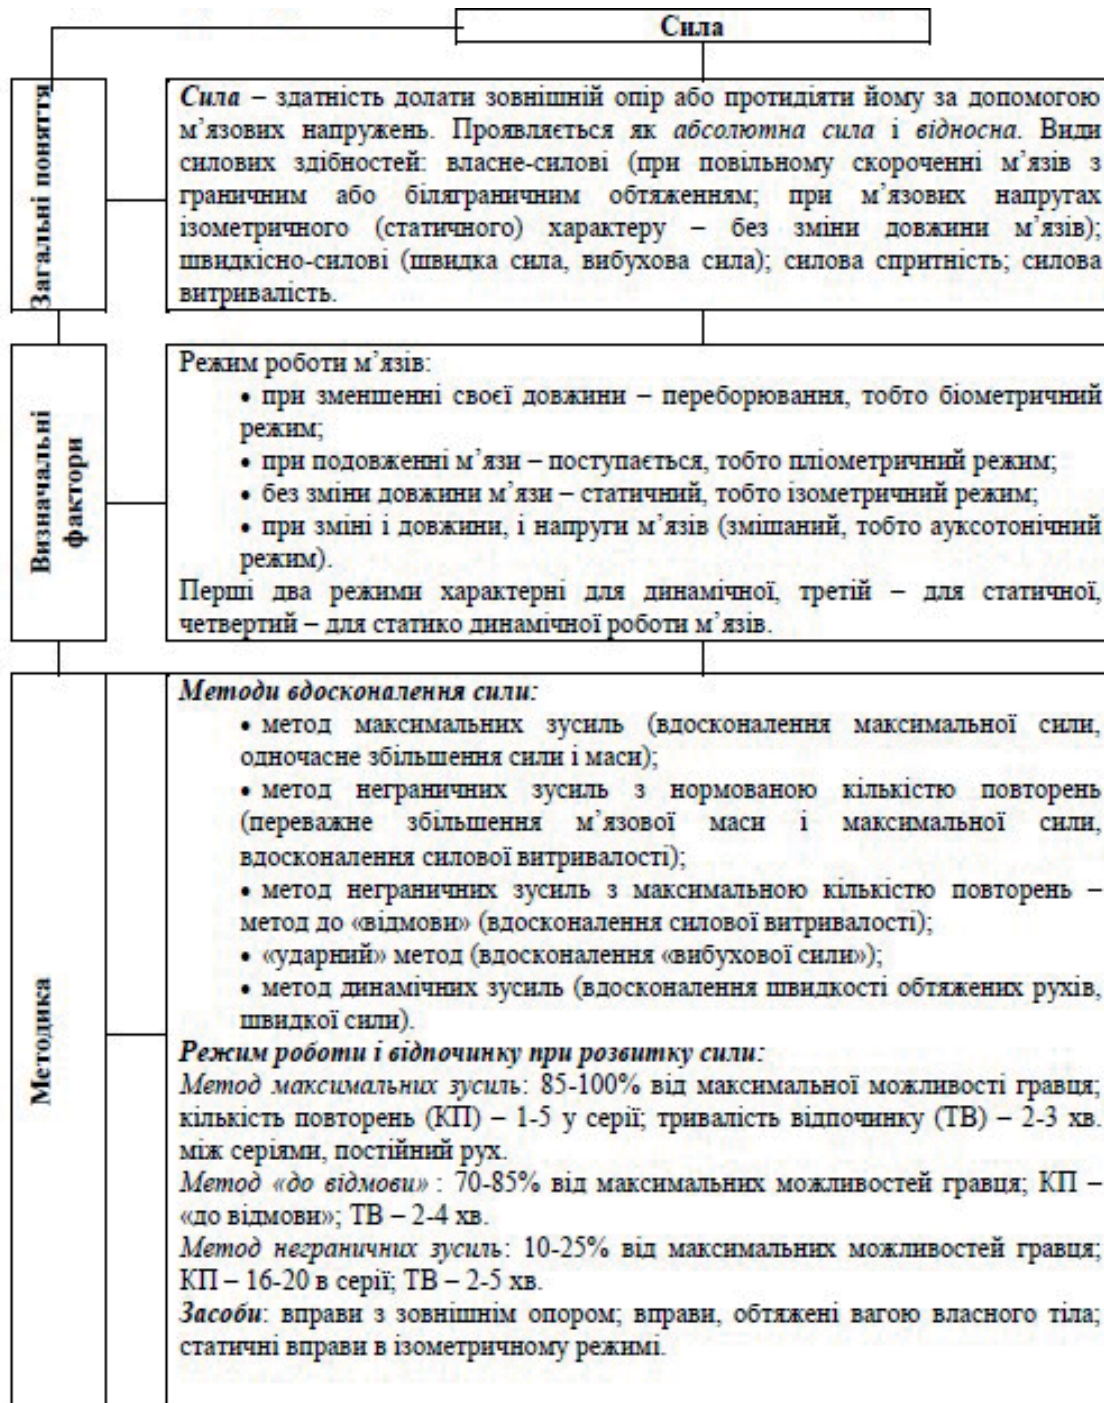 Сила
Загальні поняття
Сила – здатність долати зовнішній опір або протидіяти йому за допомогою
м’язових напружень. Проявляється як абсолютна сила і відносна. Види
силових здібностей: власне-силові (при повільному скороченні м’язів з
граничним або біляграничним обтяженням; при м’язових напругах
ізометричного (статичного) характеру – без зміни довжини м’язів);
швидкісно-силові (швидка сила, вибухова сила); силова спритність; силова
витривалість.
Визначальні
фактори
Режим роботи м’язів:
• при зменшенні своєї довжини – переборювання, тобто біометричний
режим;
• при подовженні м’язи – поступається, тобто пліометричний режим;
• без зміни довжини м’язи – статичний, тобто ізометричний режим;
• при зміні і довжини, і напруги м’язів (змішаний, тобто ауксотонічний
режим).
Перші два режими характерні для динамічної, третій – для статичної,
четвертий – для статико динамічної роботи м’язів.
Методика
Методи вдосконалення сили:
• метод максимальних зусиль (вдосконалення максимальної сили,
одночасне збільшення сили і маси);
• метод неграничних зусиль з нормованою кількістю повторень
(переважне збільшення м’язової маси і максимальної сили,
вдосконалення силової витривалості);
• метод неграничних зусиль з максимальною кількістю повторень –
метод до «відмови» (вдосконалення силової витривалості);
• «ударний» метод (вдосконалення «вибухової сили»);
• метод динамічних зусиль (вдосконалення швидкості обтяжених рухів,
швидкої сили).
Режим роботи і відпочинку при розвитку сили:
Метод максимальних зусиль: 85-100% від максимальної можливості гравця;
кількість повторень (КП) – 1-5 у серії; тривалість відпочинку (ТВ) – 2-3 хв.
між серіями, постійний рух.
Метод «до відмови» : 70-85% від максимальних можливостей гравця; КП –
«до відмови»; ТВ – 2-4 хв.
Метод неграничних зусиль: 10-25% від максимальних можливостей гравця;
КП – 16-20 в серії; ТВ – 2-5 хв.
Засоби: вправи з зовнішнім опором; вправи, обтяжені вагою власного тіла;
статичні вправи в ізометричному режимі.